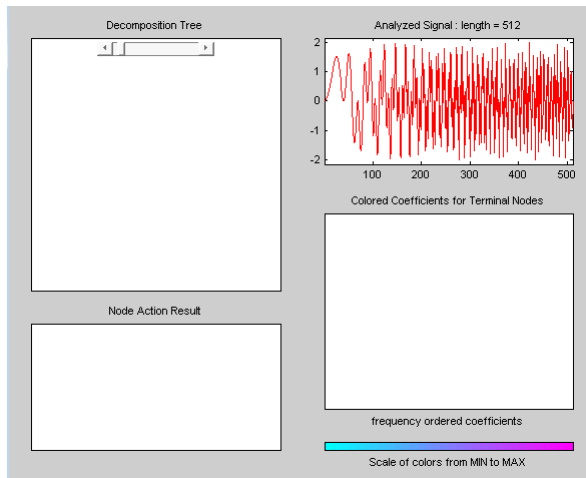 Decomposition Tree
Analyzed Signal : length = 512
2
1
0
-1
-2
100 200 300 400 500
Colored Coefficients for Terminal Nodes
Node Action Result
frequency ordered coefficients
Scale of colors from MIN to MAX